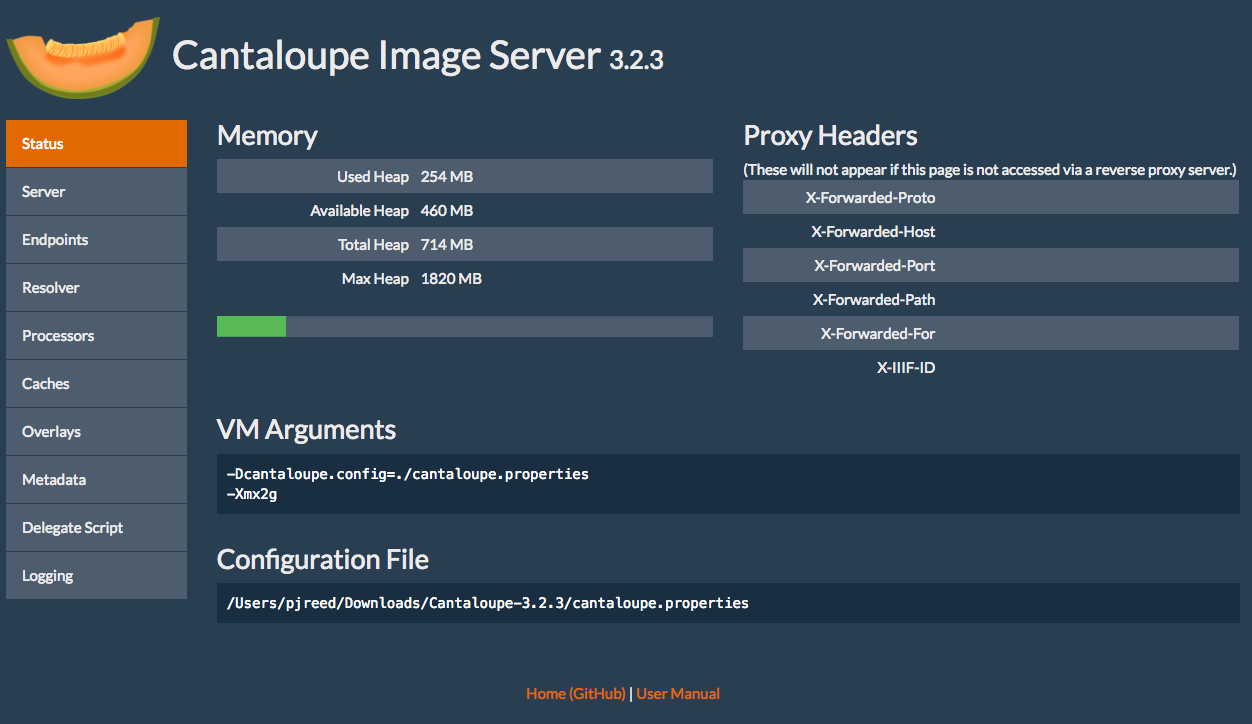 Cantaloupe Image Server 3.2.3
Status
Server
Endpoints
Resolver
Processors
Caches
Overlays
Metadata
Delegate Script
Logging
Memory
Used Heap 254 MB
Available Heap 460 MB
Total Heap 714 MB
Max Heap 1820 MB
Proxy Headers
(These will not appear if this page is not accessed via a reverse proxy server.)
X-Forwarded-Proto
X-Forwarded-Host
X-Forwarded-Port
X-Forwarded-Path
X-Forwarded-For
X-IIIF-ID
VM Arguments
-Dcantaloupe.config=./cantaloupe.properties
-Xmx2g
Configuration File
/Users/pjreed/Downloads/Cantaloupe-3.2.3/cantaloupe.properties
Home (GitHub) | User Manual